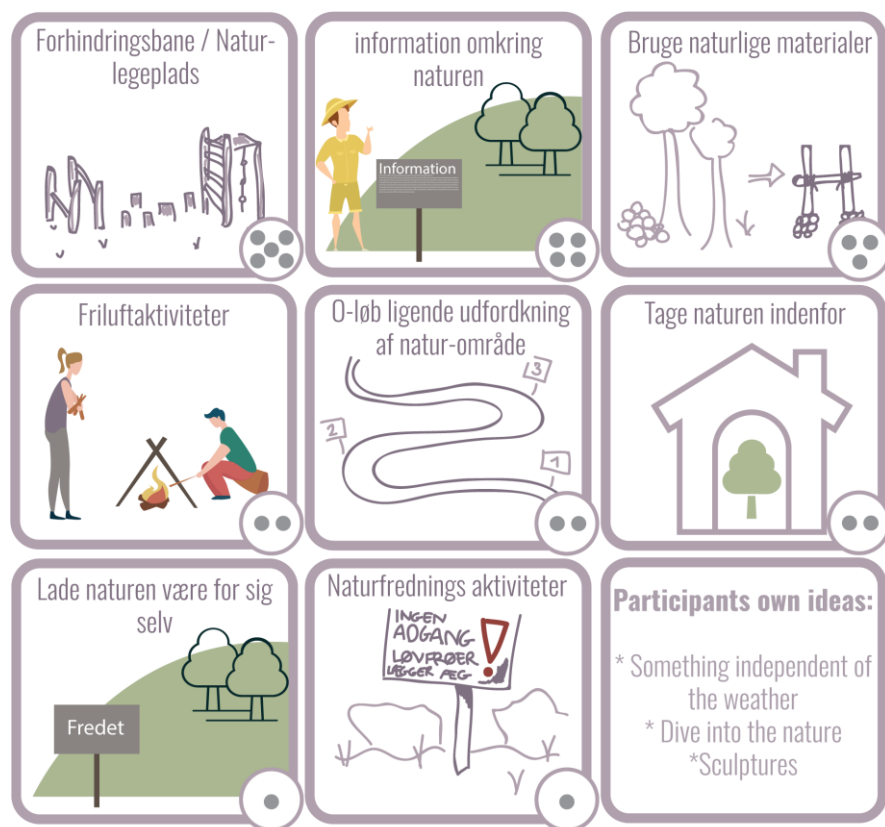 Forhindringsbane / Natur-
legeplads
information omkring
naturen
Information
Bruge naturlige materialer
Friluftaktiviteter
O-løb ligende udfordkning
af natur-område
3
2
1
Tage naturen indenfor
Lade naturen være for sig
selv
Fredet
Naturfrednings aktiviteter
INGEN
ADGANG
LØVFRØER
LÆGGER ÆG
!
Participants own ideas:
* Something independent of
the weather
* Dive into the nature
*Sculptures